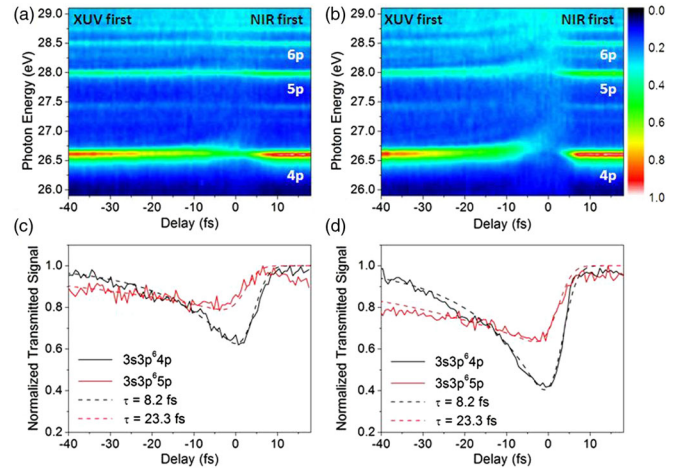 (a)
XUV first
NIR first
6p
5p
4p
Photon Energy (eV)
29.0
28.5
28.0
27.5
27.0
26.5
26.0
-40
-30
-20
-10
0
10
Delay (fs)
(b)
XUV first
NIR first
6p
5p
4p
Photon Energy (eV)
29.0
28.5
28.0
27.5
27.0
26.5
26.0
-40
-30
-20
-10
0
10
Delay (fs)
0.0
0.2
0.4
0.6
0.8
1.0
(c)
Normalized Transmitted Signal
1.0
0.8
0.6
0.4
0.2
3s3p⁶4p
3s3p⁶5p
τ = 8.2 fs
τ = 23.3 fs
-40
-30
-20
-10
0
10
Delay (fs)
(d)
Normalized Transmitted Signal
1.0
0.8
0.6
0.4
0.2
3s3p⁶4p
3s3p⁶5p
τ = 8.2 fs
τ = 23.3 fs
-40
-30
-20
-10
0
10
Delay (fs)